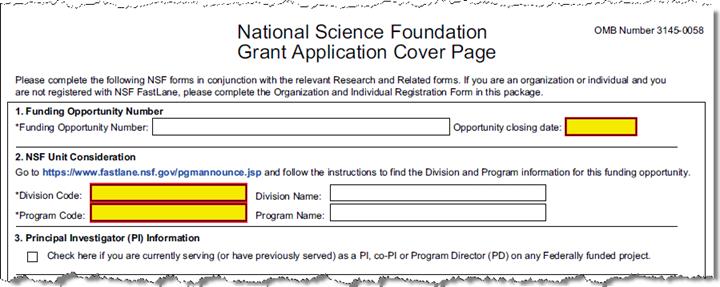 National Science Foundation
Grant Application Cover Page
OMB Number 3145-0058
Please complete the following NSF forms in conjunction with the relevant Research and Related forms. If you are an organization or individual and you
are not registered with NSF FastLane, please complete the Organization and Individual Registration Form in this package.
1. Funding Opportunity Number
*Funding Opportunity Number: Opportunity closing date:
2. NSF Unit Consideration
Go to https://www.fastlane.nsf.gov/pgmannounce.jsp and follow the instructions to find the Division and Program information for this funding opportunity.
*Division Code: Division Name:
*Program Code: Program Name:
3. Principal Investigator (PI) Information
Check here if you are currently serving (or have previously served) as a PI, co-PI or Program Director (PD) on any Federally funded project.